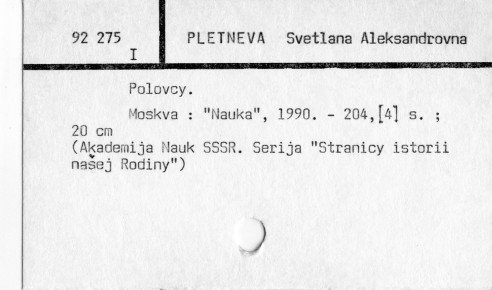 92 275 PLETNEVA Svetlana Aleksandrovna
I
Polovcy.
Moskva : "Nauka", 1990. - 204,[4] s. ;
20 cm
(Akademija Nauk SSSR. Serija "Stranicy istorii
našej Rodiny")